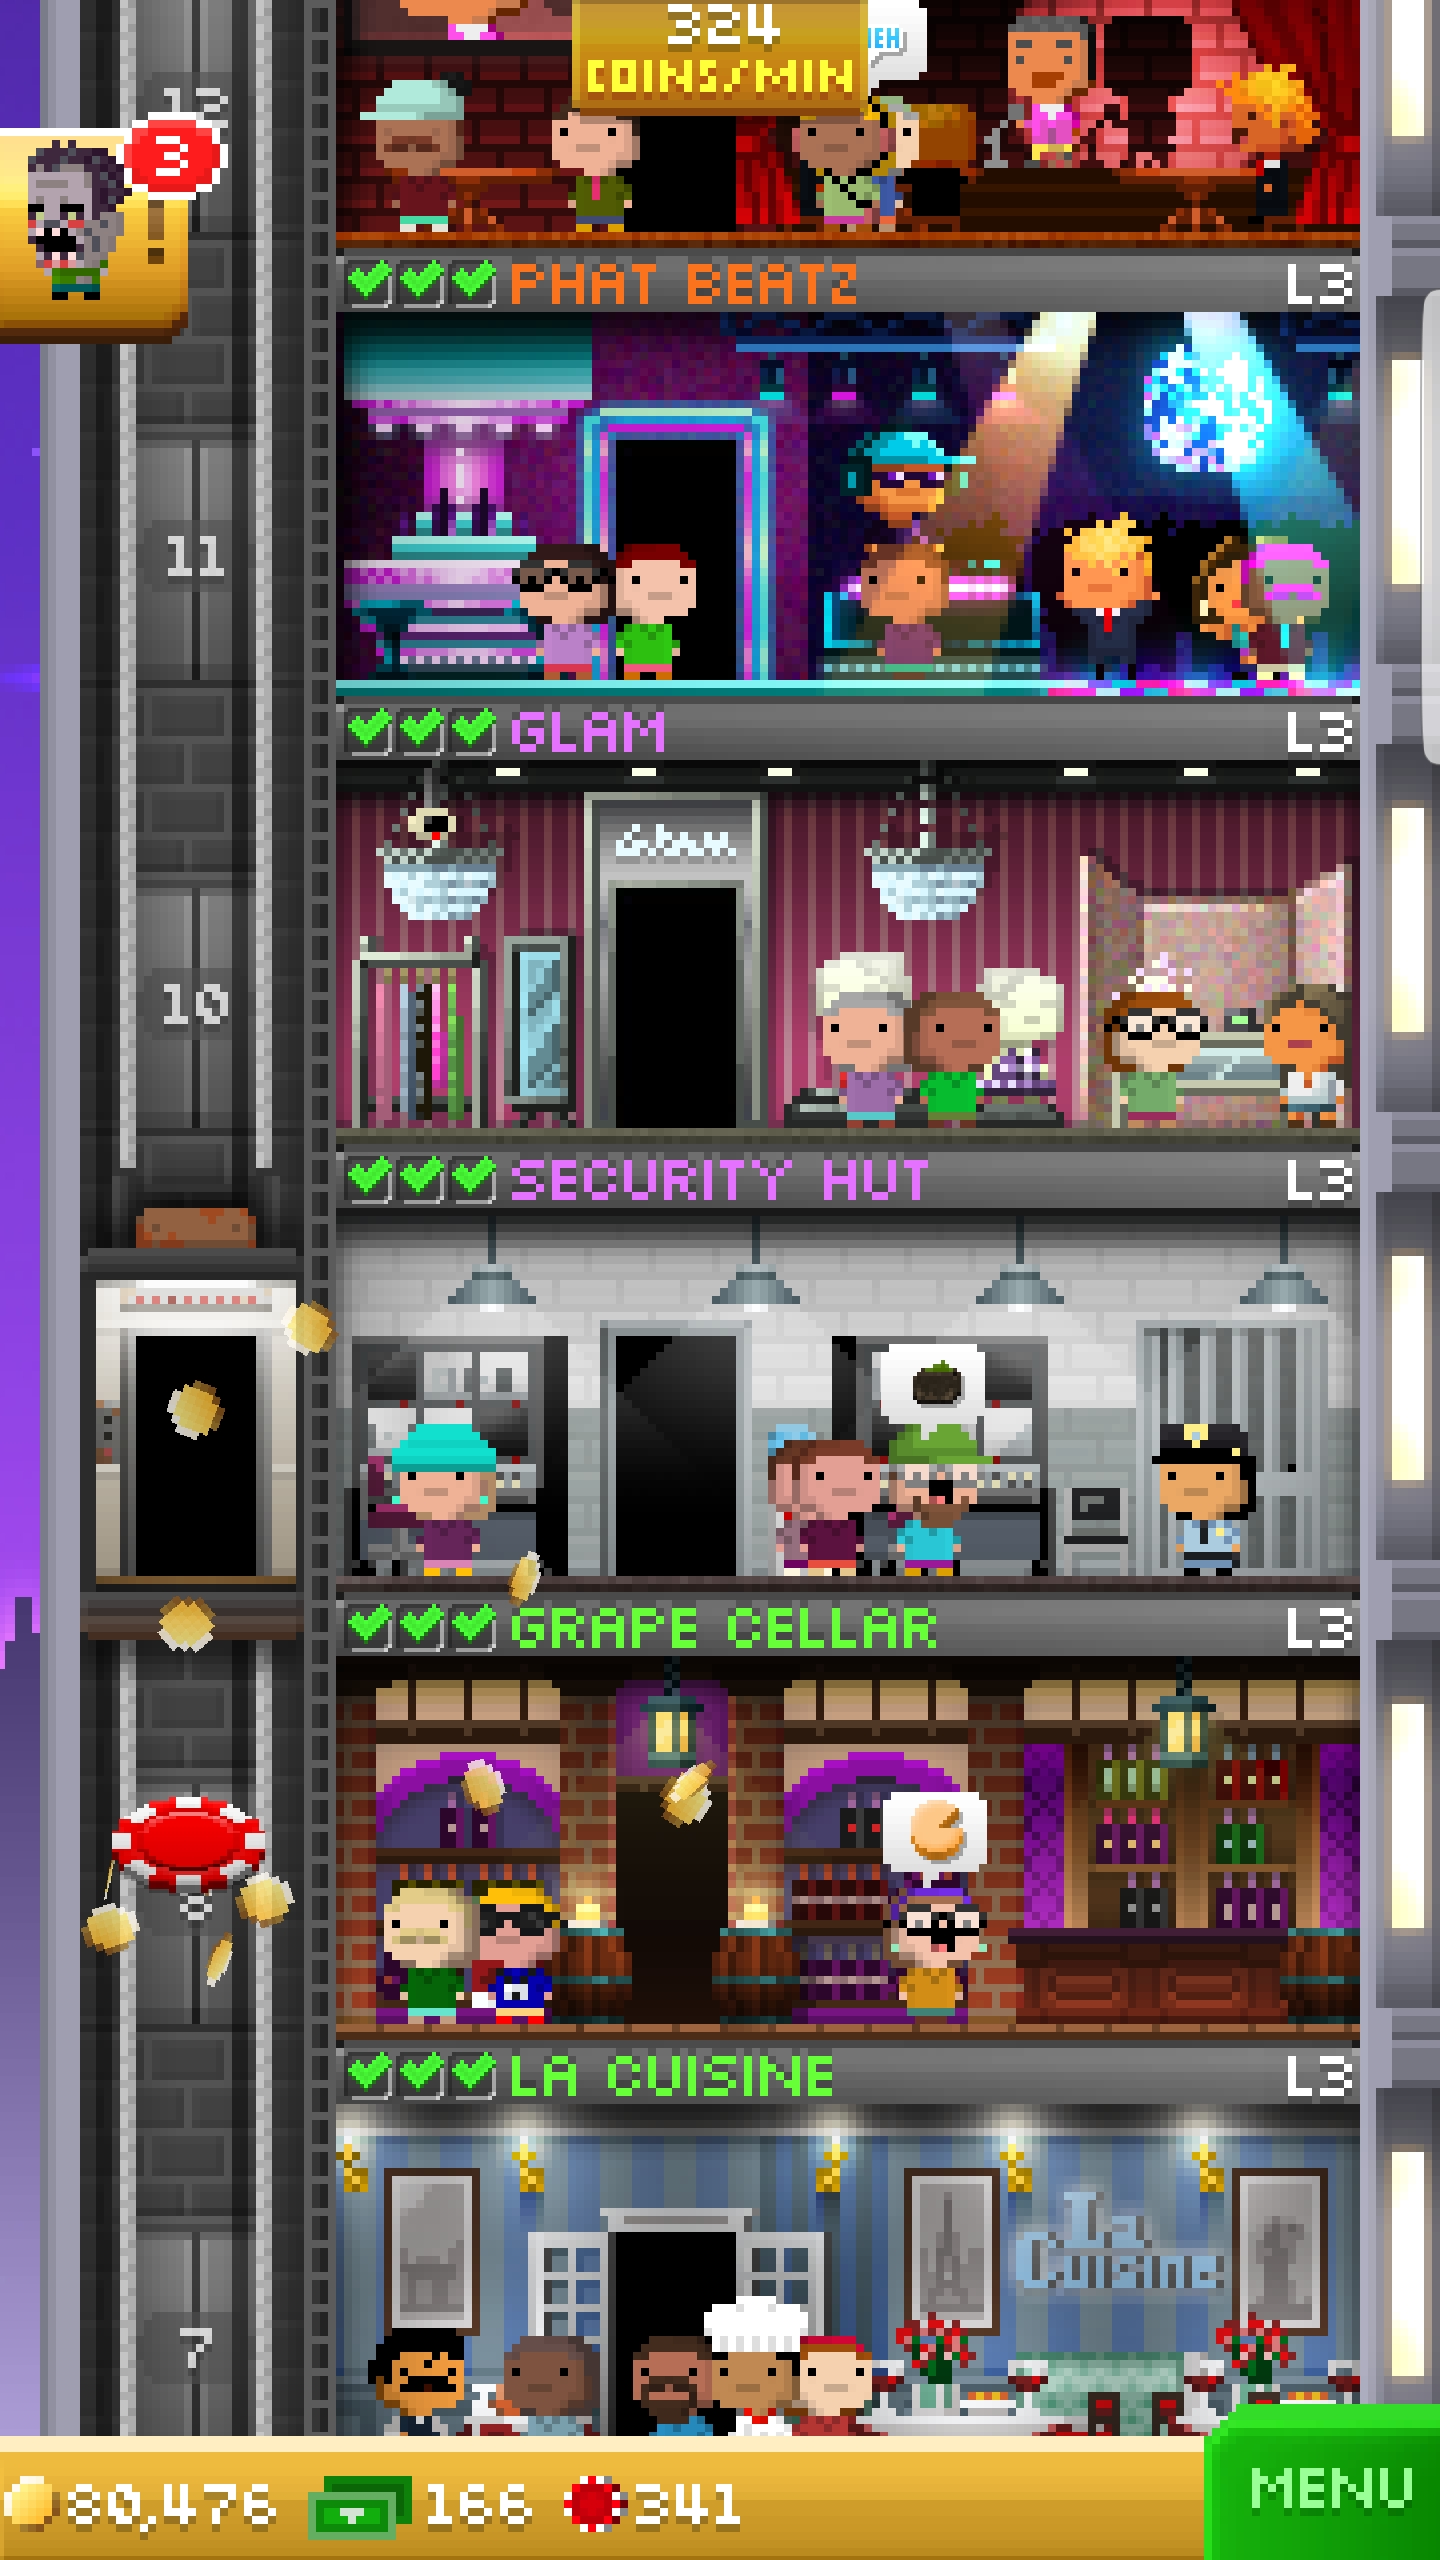 324
COINS/MIN
12
3
!
PHAT BEATZ L3
11
GLAM L3
Glam
10
SECURITY HUT L3
GRAPE CELLAR L3
8
LA CUISINE L3
La
Cuisine
7
80,476 166 341
MENU